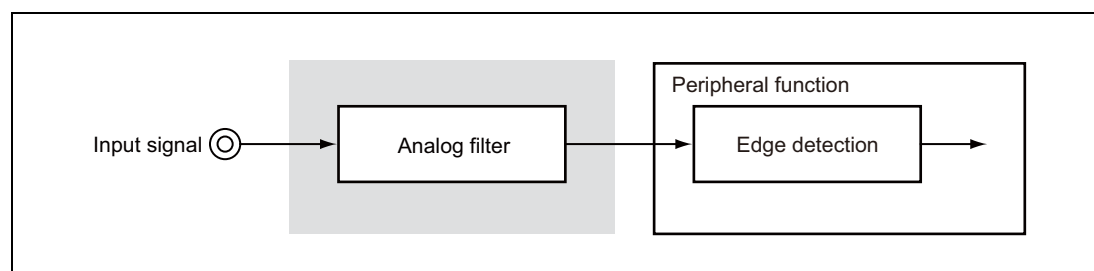 Peripheral function
Input signal
Analog filter
Edge detection